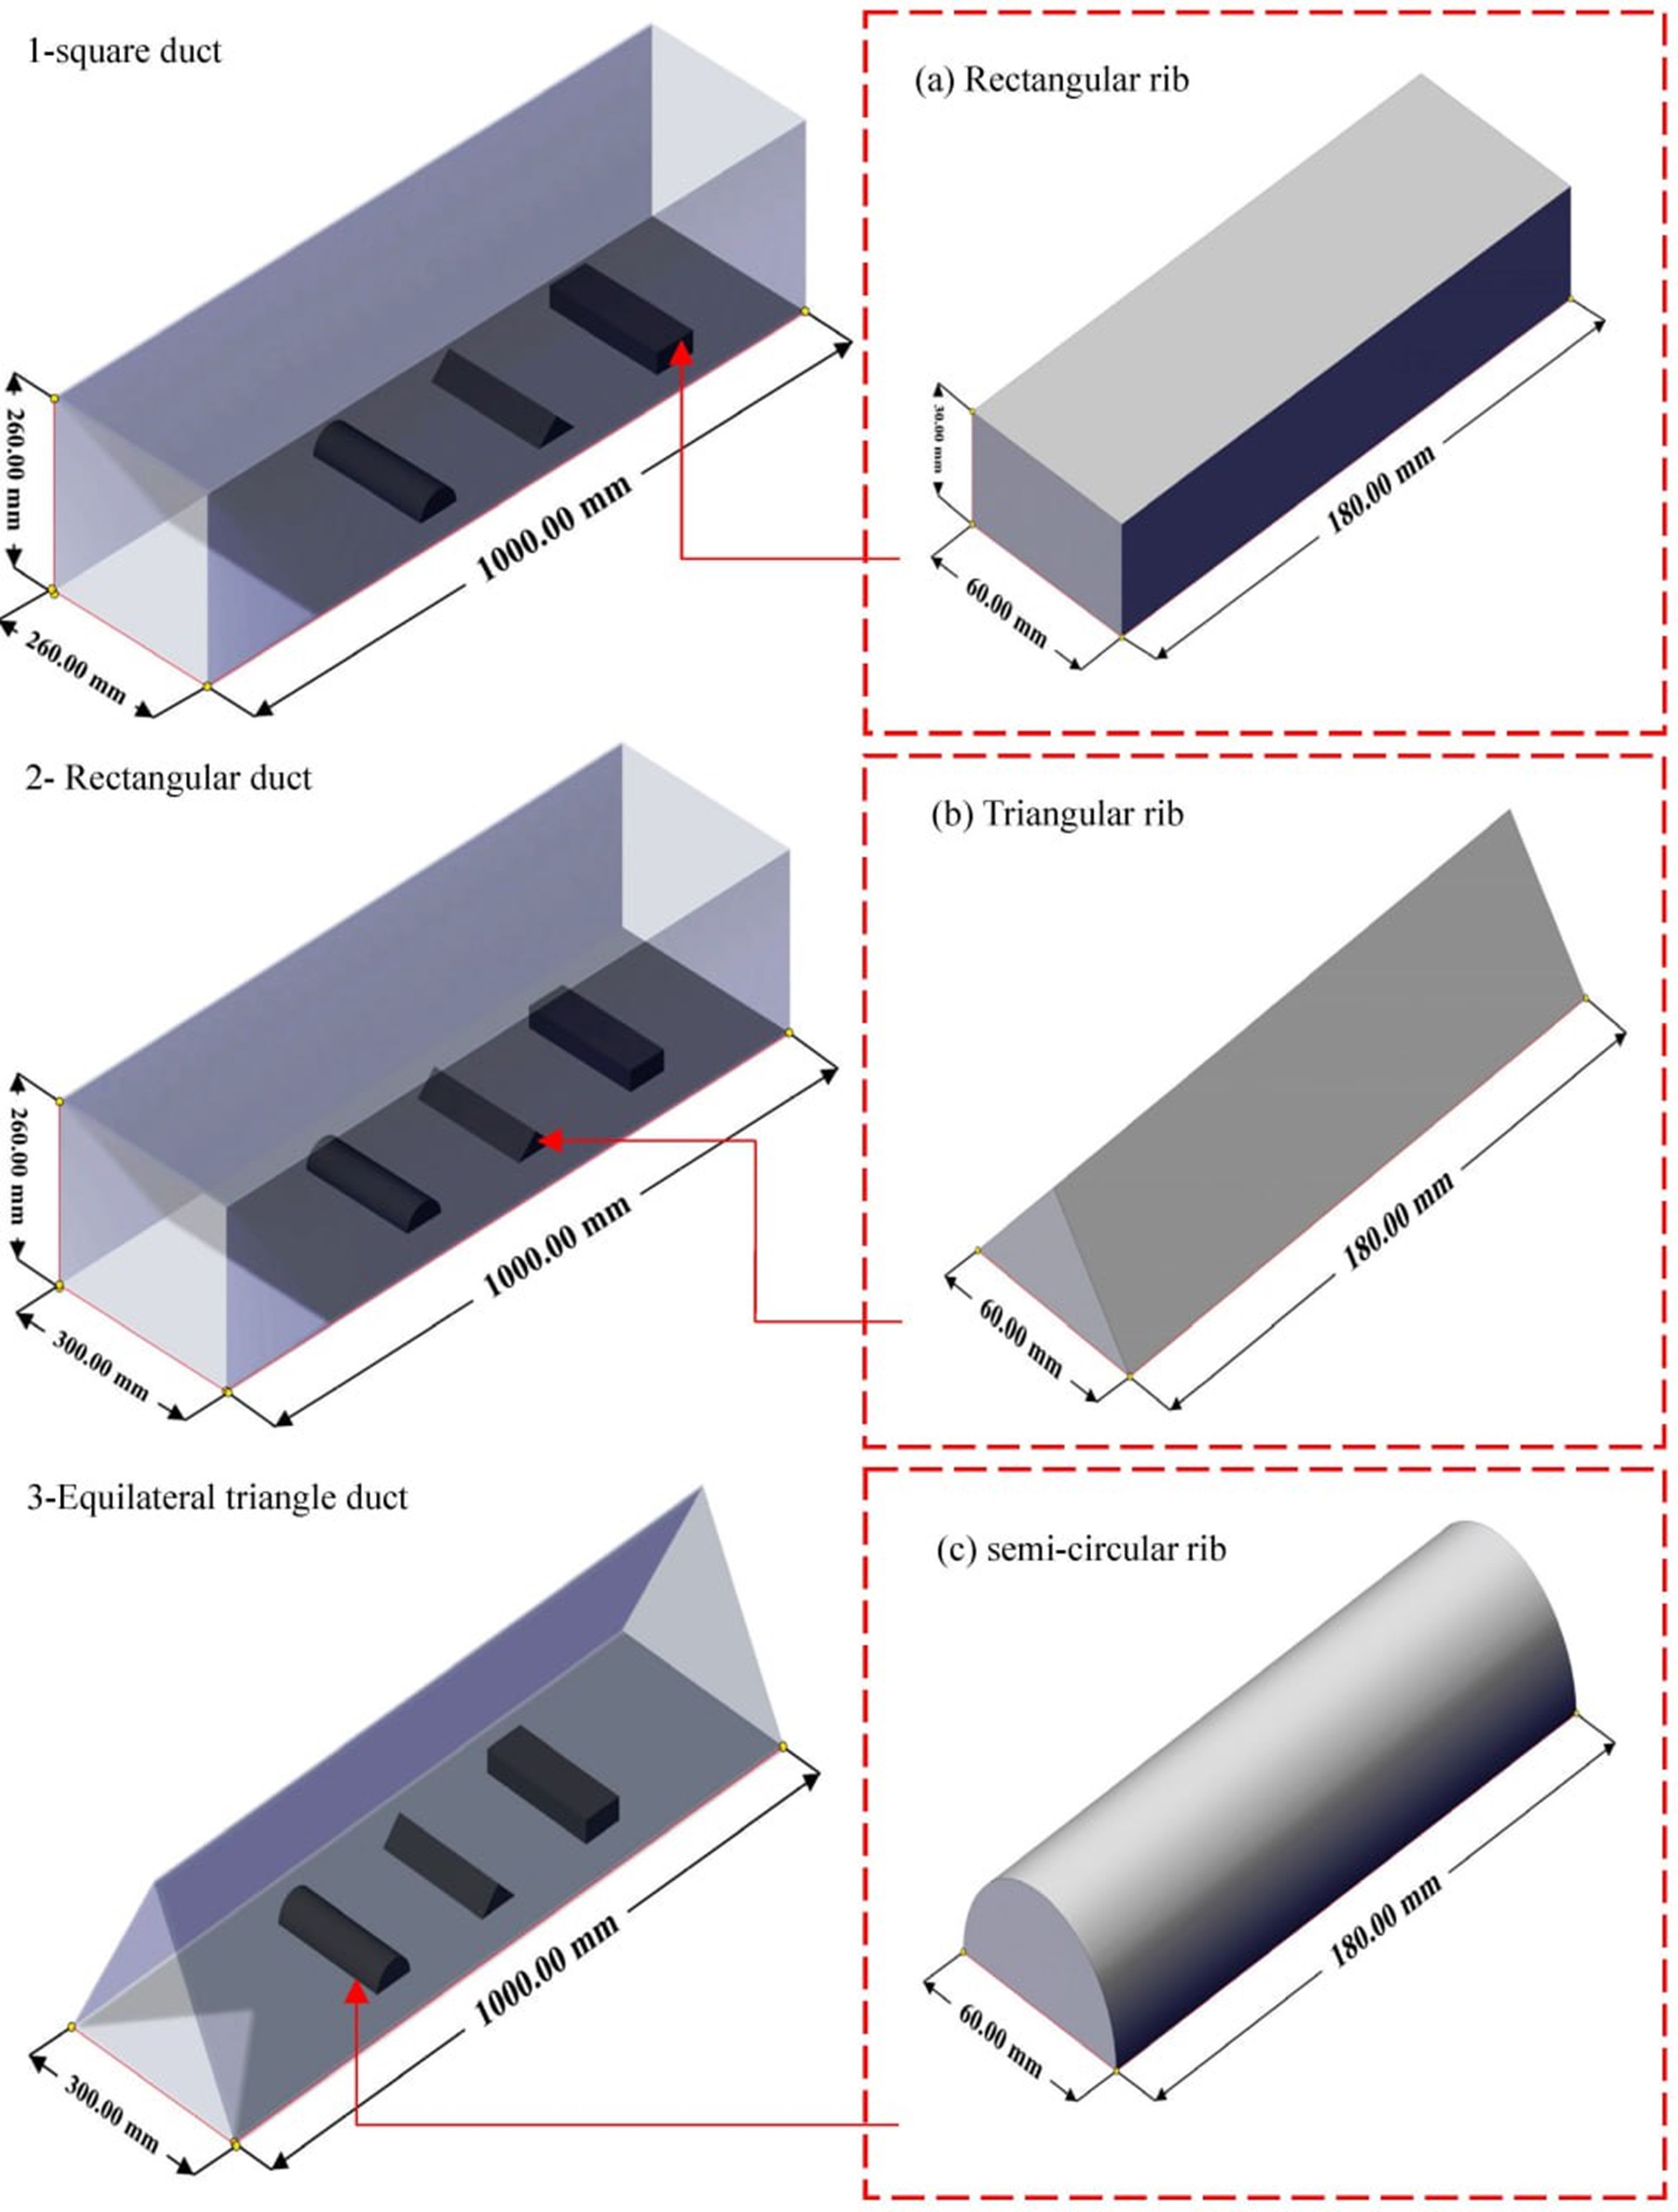 1-square duct
260.00 mm
260.00 mm
1000.00 mm
(a) Rectangular rib
30.00 mm
60.00 mm
180.00 mm
2- Rectangular duct
260.00 mm
300.00 mm
1000.00 mm
(b) Triangular rib
60.00 mm
180.00 mm
3-Equilateral triangle duct
300.00 mm
1000.00 mm
(c) semi-circular rib
60.00 mm
180.00 mm